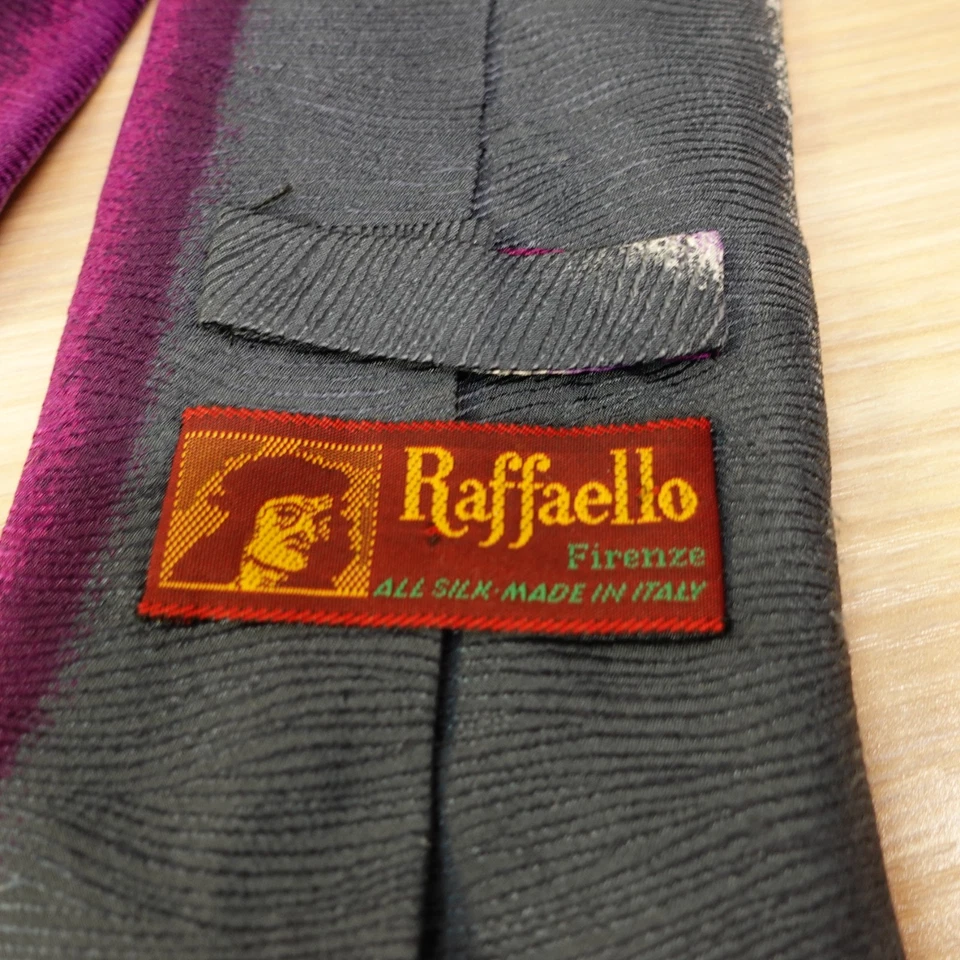 Raffaello
Firenze
ALL SILK·MADE IN ITALY